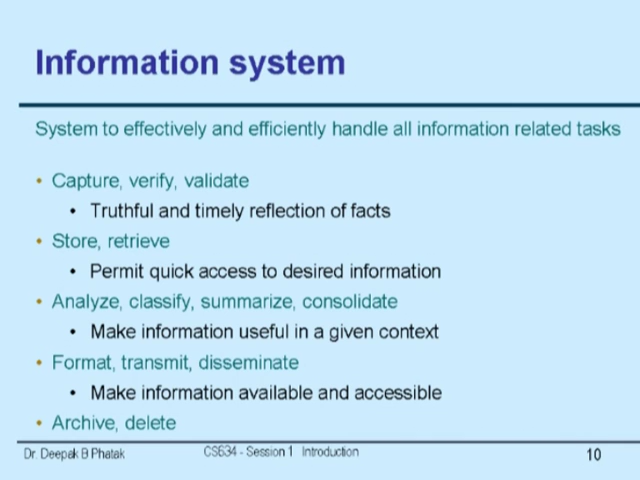 Information system
System to effectively and efficiently handle all information related tasks
• Capture, verify, validate
• Truthful and timely reflection of facts
• Store, retrieve
• Permit quick access to desired information
• Analyze, classify, summarize, consolidate
• Make information useful in a given context
• Format, transmit, disseminate
• Make information available and accessible
• Archive, delete
Dr. Deepak B Phatak CS634 - Session 1 Introduction 10